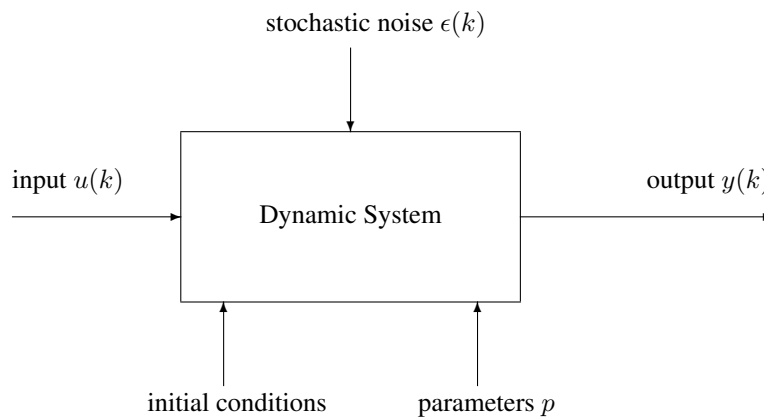 stochastic noise ϵ(k)
input u(k)
output y(k)
Dynamic System
initial conditions
parameters p